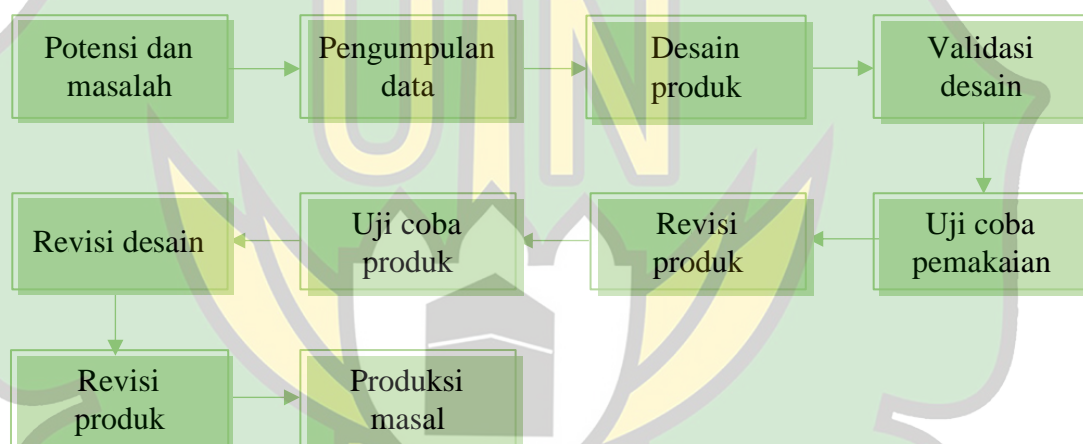 Potensi dan
masalah
Pengumpulan
data
Desain
produk
Validasi
desain
UIN
Revisi desain
Uji coba
produk
Revisi
produk
Uji coba
pemakaian
Revisi
produk
Produksi
masal